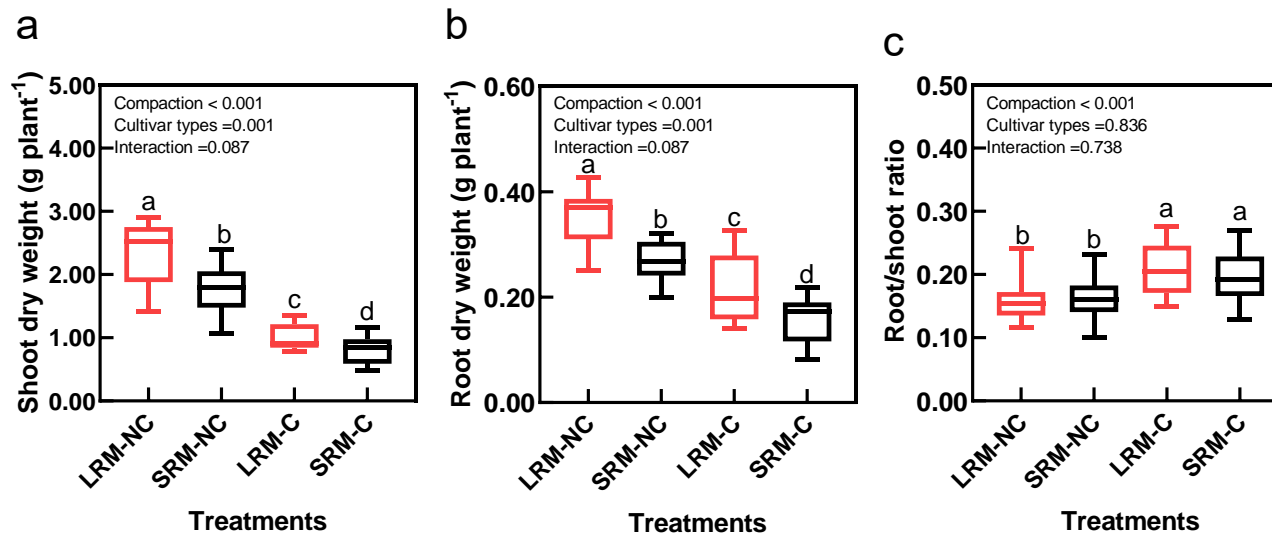 a
Shoot dry weight (g plant⁻¹)
5.00
4.00
3.00
2.00
1.00
0.00
Compaction < 0.001
Cultivar types =0.001
Interaction =0.087
a
b
c
d
LRM-NC
SRM-NC
LRM-C
SRM-C
Treatments
b
Root dry weight (g plant⁻¹)
0.60
0.40
0.20
0.00
Compaction < 0.001
Cultivar types =0.001
Interaction =0.087
a
b
c
d
LRM-NC
SRM-NC
LRM-C
SRM-C
Treatments
c
Root/shoot ratio
0.50
0.40
0.30
0.20
0.10
0.00
Compaction < 0.001
Cultivar types =0.836
Interaction =0.738
b
b
a
a
LRM-NC
SRM-NC
LRM-C
SRM-C
Treatments